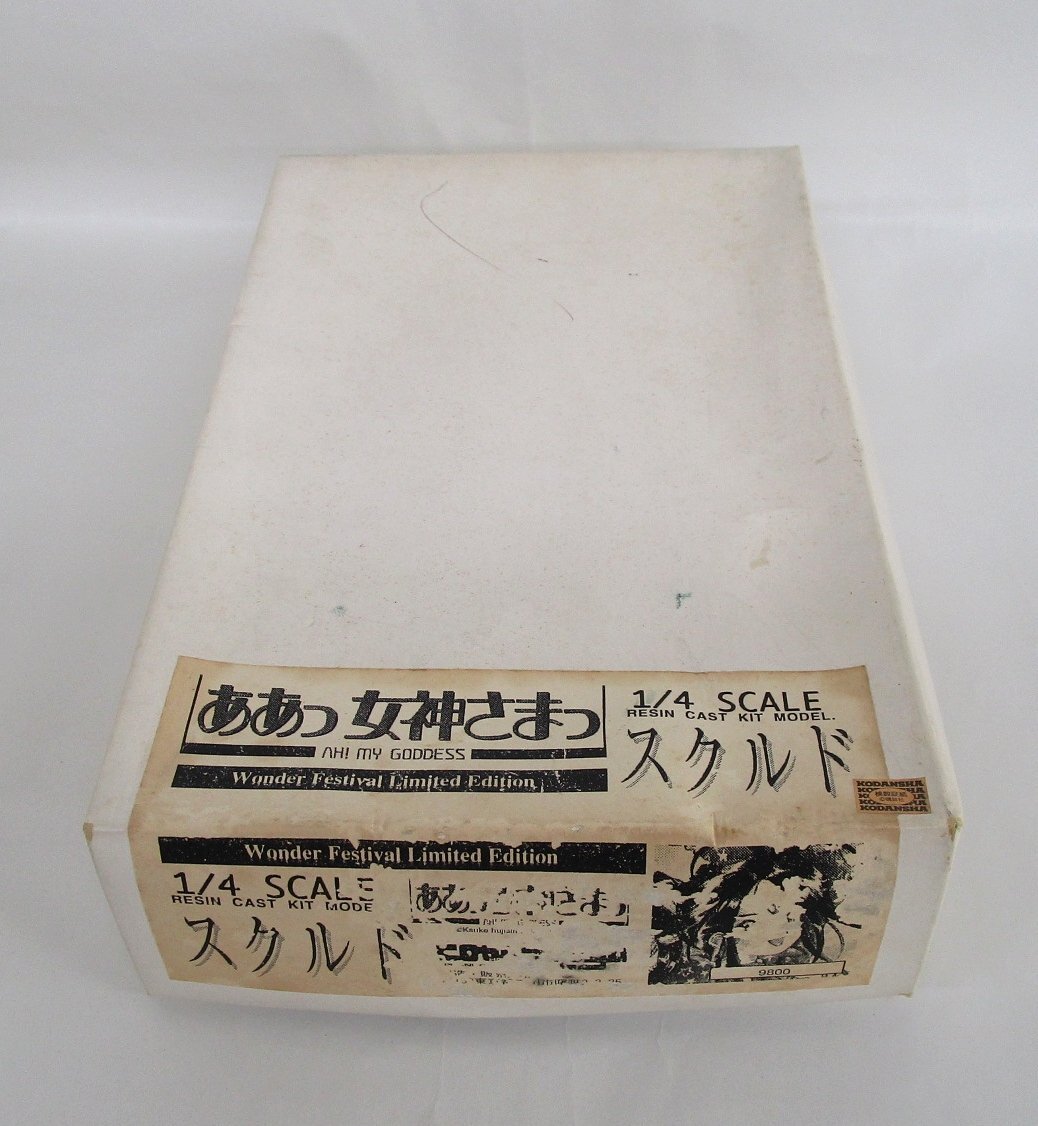 ああっ女神さまっ
AH! MY GODDESS
Wonder Festival Limited Edition
1/4 SCALE
RESIN CAST KIT MODEL.
スクルド
KODANSHA
KODANSHA
Wonder Festival Limited Edition
1/4 SCALE
RESIN CAST KIT MODE
スクルド
9800